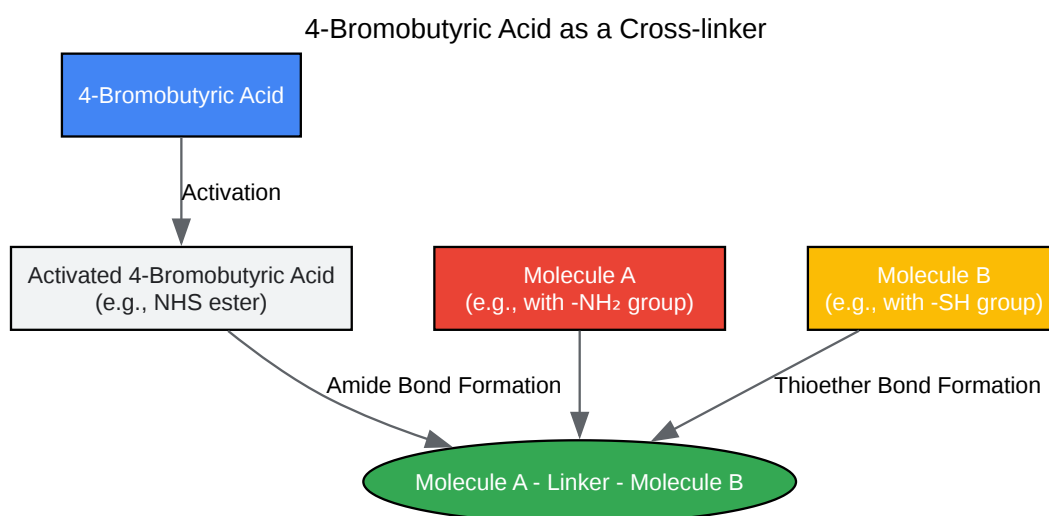 4-Bromobutyric Acid as a Cross-linker
4-Bromobutyric Acid
Activation
Activated 4-Bromobutyric Acid
(e.g., NHS ester)
Molecule A
(e.g., with -NH₂ group)
Molecule B
(e.g., with -SH group)
Amide Bond Formation
Thioether Bond Formation
Molecule A - Linker - Molecule B